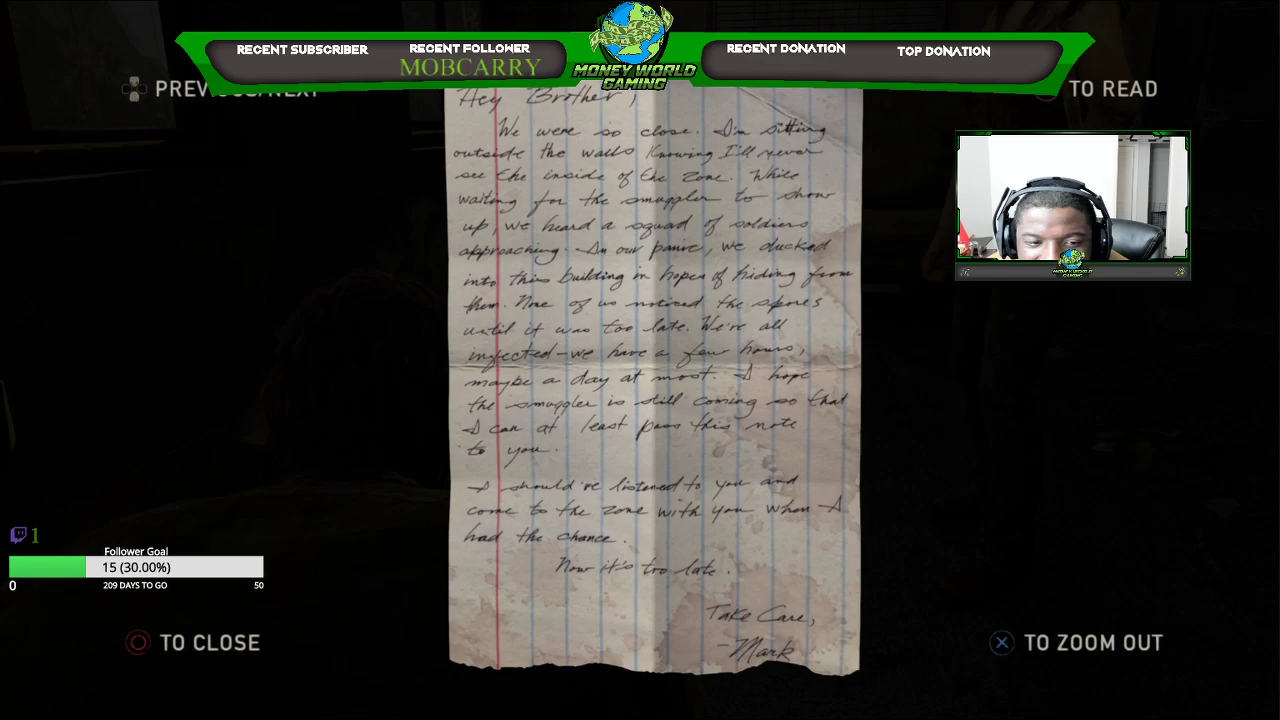 RECENT SUBSCRIBER
RECENT FOLLOWER
MOBCARRY
MONEY WORLD
GAMING
RECENT DONATION
TOP DONATION
TO READ
Hey Brother,
We were so close. I'm sitting
outside the walls knowing I'll never
see the inside of the zone. While
waiting for the smuggler to show
up, we heard a squad of soldiers
approaching. In our panic, we ducked
into this building in hopes of hiding from
them. None of us noticed the spores
until it was too late. We're all
infected-we have a few hours,
maybe a day at most. I hope
the smuggler is still coming so that
I can at least pass this note
to you.
I should've listened to you and
come to the zone with you when I
had the chance.
Now it's too late.
Take Care,
-Mark
1
Follower Goal
15 (30.00%)
0
209 DAYS TO GO
50
TO CLOSE
TO ZOOM OUT